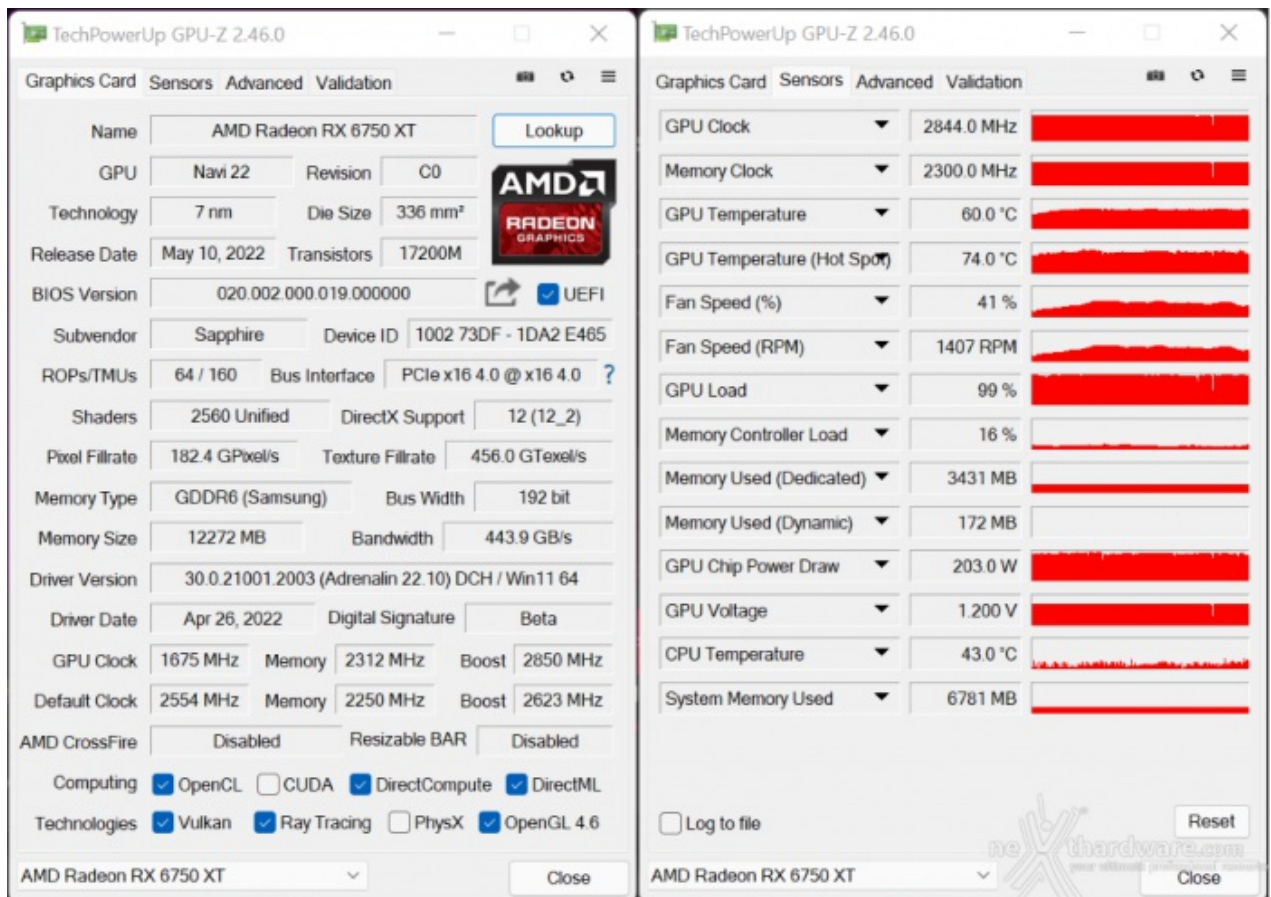 TechPowerUp GPU-Z 2.46.0
Graphics Card Sensors Advanced Validation
Name AMD Radeon RX 6750 XT Lookup
GPU Navi 22 Revision C0
AMD
RADEON
GRAPHICS
Technology 7 nm Die Size 336 mm²
Release Date May 10, 2022 Transistors 17200M
BIOS Version 020.002.000.019.000000 UEFI
Subvendor Sapphire Device ID 1002 73DF - 1DA2 E465
ROPs/TMUs 64 / 160 Bus Interface PCIe x16 4.0 @ x16 4.0 ?
Shaders 2560 Unified DirectX Support 12 (12_2)
Pixel Fillrate 182.4 GPixel/s Texture Fillrate 456.0 GTexel/s
Memory Type GDDR6 (Samsung) Bus Width 192 bit
Memory Size 12272 MB Bandwidth 443.9 GB/s
Driver Version 30.0.21001.2003 (Adrenalin 22.10) DCH / Win11 64
Driver Date Apr 26, 2022 Digital Signature Beta
GPU Clock 1675 MHz Memory 2312 MHz Boost 2850 MHz
Default Clock 2554 MHz Memory 2250 MHz Boost 2623 MHz
AMD CrossFire Disabled Resizable BAR Disabled
Computing OpenCL CUDA DirectCompute DirectML
Technologies Vulkan Ray Tracing PhysX OpenGL 4.6
AMD Radeon RX 6750 XT Close
TechPowerUp GPU-Z 2.46.0
Graphics Card Sensors Advanced Validation
GPU Clock 2844.0 MHz
Memory Clock 2300.0 MHz
GPU Temperature 60.0 °C
GPU Temperature (Hot Spot) 74.0 °C
Fan Speed (%) 41 %
Fan Speed (RPM) 1407 RPM
GPU Load 99 %
Memory Controller Load 16 %
Memory Used (Dedicated) 3431 MB
Memory Used (Dynamic) 172 MB
GPU Chip Power Draw 203.0 W
GPU Voltage 1.200 V
CPU Temperature 43.0 °C
System Memory Used 6781 MB
Log to file Reset
neXthardware.com
your ultimate professional resource
AMD Radeon RX 6750 XT Close